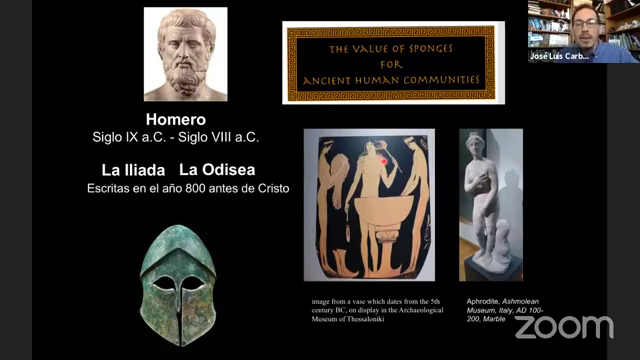 Homero
Siglo IX a.C. - Siglo VIII a.C.
La Iliada La Odisea
Escritas en el año 800 antes de Cristo
THE VALUE OF SPONGES
FOR
ANCIENT HUMAN COMMUNITIES
José Luis Carb...
image from a vase which dates from the 5th
century BC, on display in the Archaeological
Museum of Thessaloniki
Aphrodite, Ashmolean
Museum, Italy, AD 100-
200, Marble
zoom